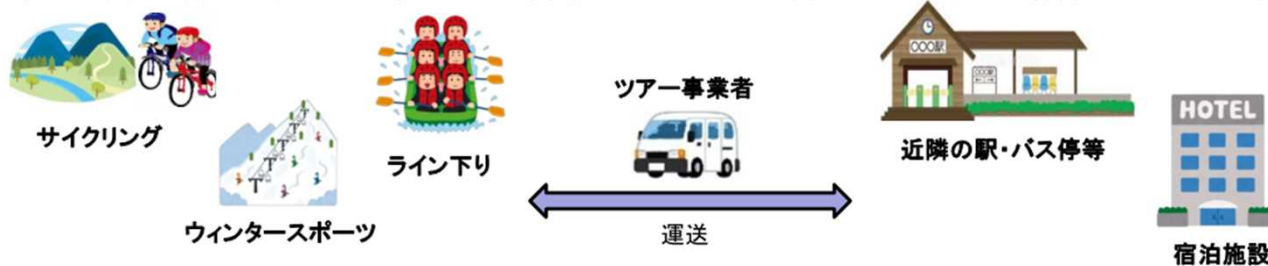 サイクリング
ウィンタースポーツ
ライン下り
ツアー事業者
運送
○○○駅
○○○駅
近隣の駅・バス停等
HOTEL
宿泊施設